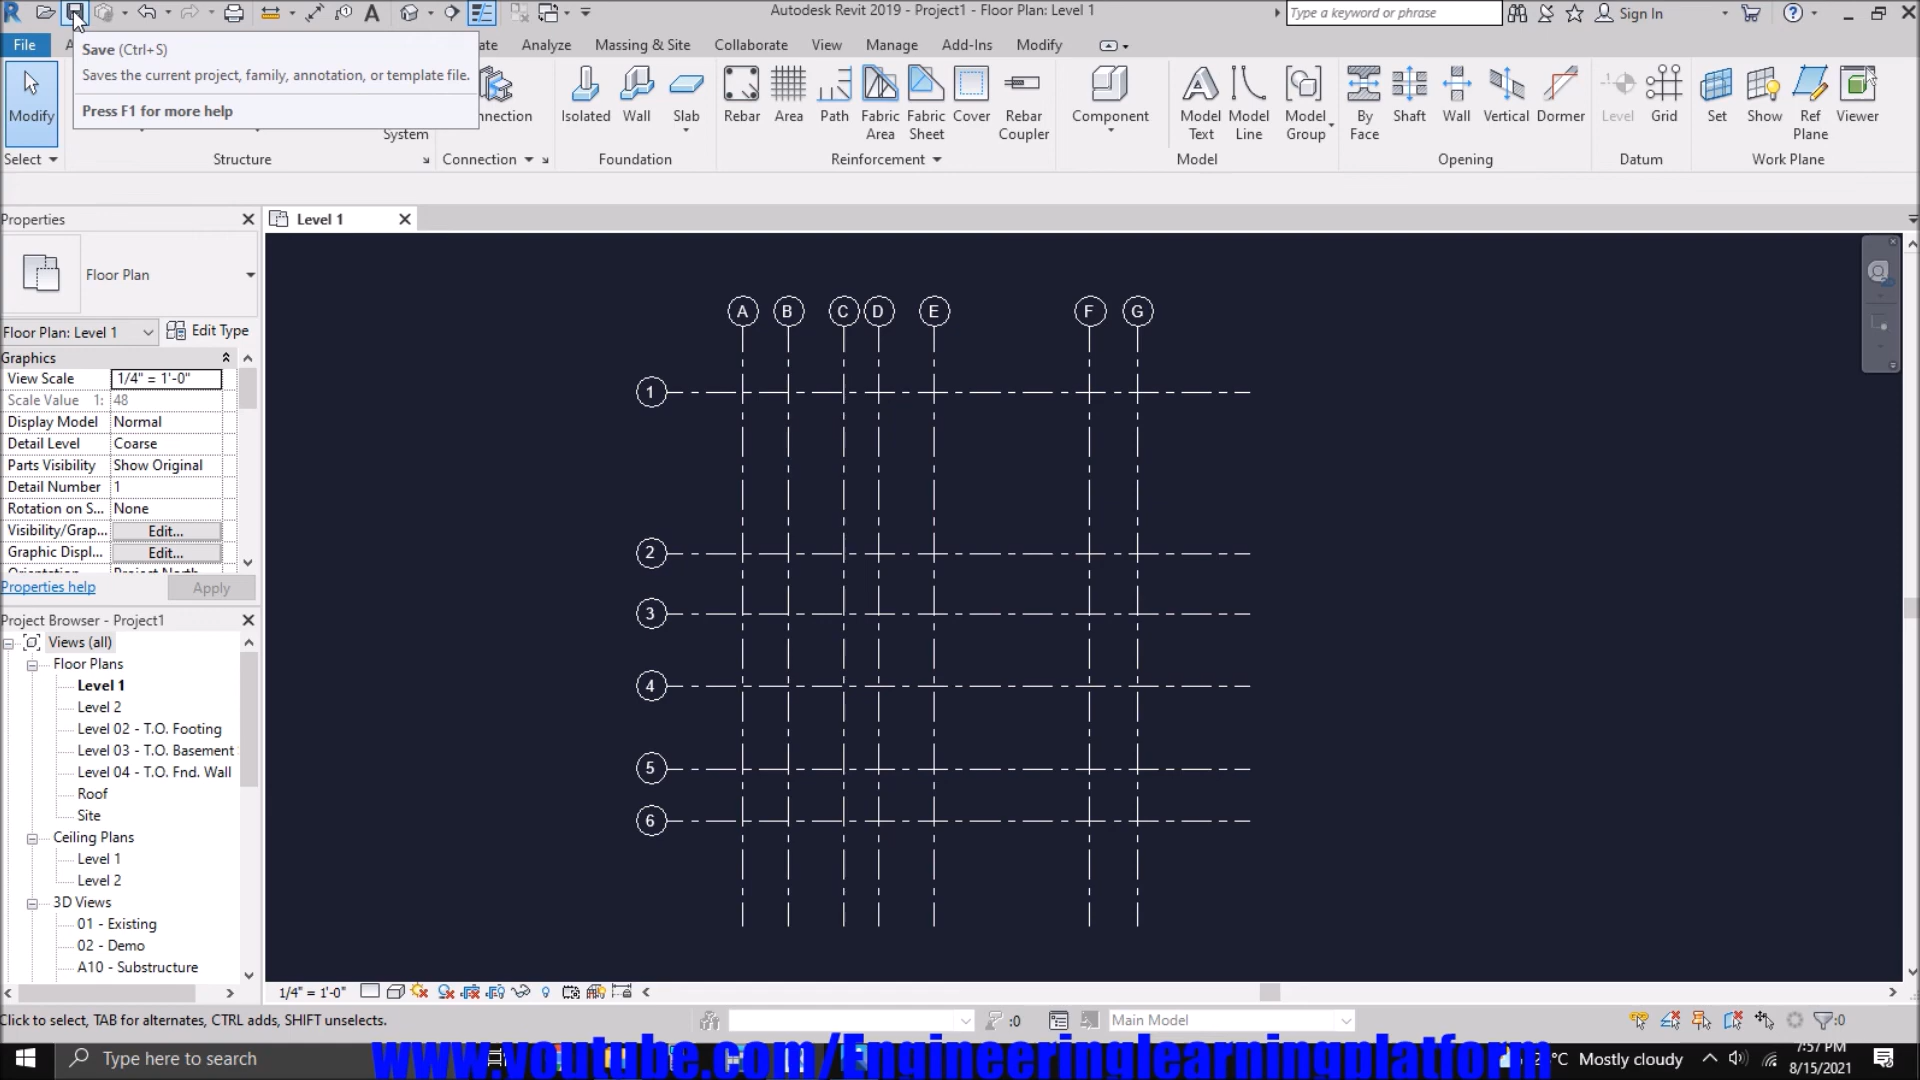 Autodesk Revit 2019 - Project1 - Floor Plan: Level 1
Type a keyword or phrase
Sign In
File
Analyze
Massing & Site
Collaborate
View
Manage
Add-Ins
Modify
Save (Ctrl+S)
Saves the current project, family, annotation, or template file.
Press F1 for more help
Modify
System
Isolated
Wall
Slab
Rebar
Area
Path
Fabric Area
Fabric Sheet
Cover
Rebar Coupler
Component
Model Text
Model Line
Model Group
By Face
Shaft
Wall
Vertical
Dormer
Level
Grid
Set
Show
Ref Plane
Viewer
Select
Structure
Connection
Foundation
Reinforcement
Model
Opening
Datum
Work Plane
Properties
Level 1
Floor Plan
Floor Plan: Level 1
Edit Type
Graphics
View Scale 1/4" = 1'-0"
Scale Value 1: 48
Display Model Normal
Detail Level Coarse
Parts Visibility Show Original
Detail Number 1
Rotation on S... None
Visibility/Grap... Edit...
Graphic Displ... Edit...
Properties help
Apply
Project Browser - Project1
Views (all)
Floor Plans
Level 1
Level 2
Level 02 - T.O. Footing
Level 03 - T.O. Basement
Level 04 - T.O. Fnd. Wall
Roof
Site
Ceiling Plans
Level 1
Level 2
3D Views
01 - Existing
02 - Demo
A10 - Substructure
A B C D E F G
1
2
3
4
5
6
1/4" = 1'-0"
Click to select, TAB for alternates, CTRL adds, SHIFT unselects.
:0
Main Model
:0
Type here to search
www.youtube.com/Engineeringlearningplatform
Mostly cloudy
7:57 PM
8/15/2021